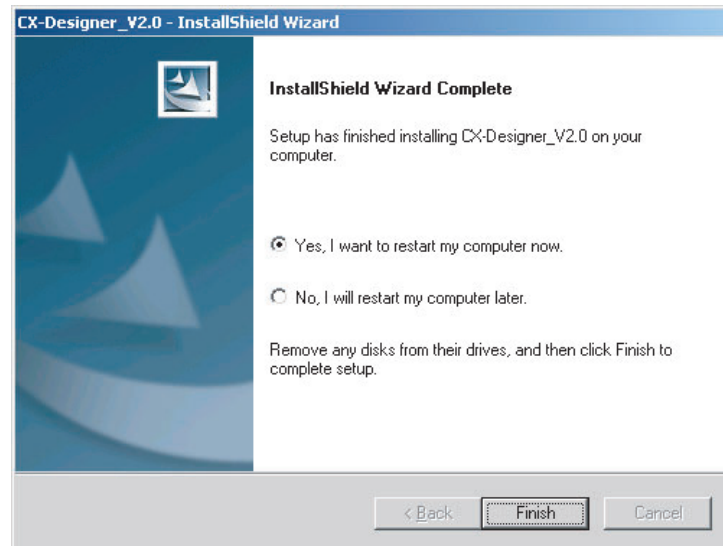 CX-Designer_V2.0 - InstallShield Wizard
InstallShield Wizard Complete
Setup has finished installing CX-Designer_V2.0 on your
computer.
Yes, I want to restart my computer now.
No, I will restart my computer later.
Remove any disks from their drives, and then click Finish to
complete setup.
< Back
Finish
Cancel